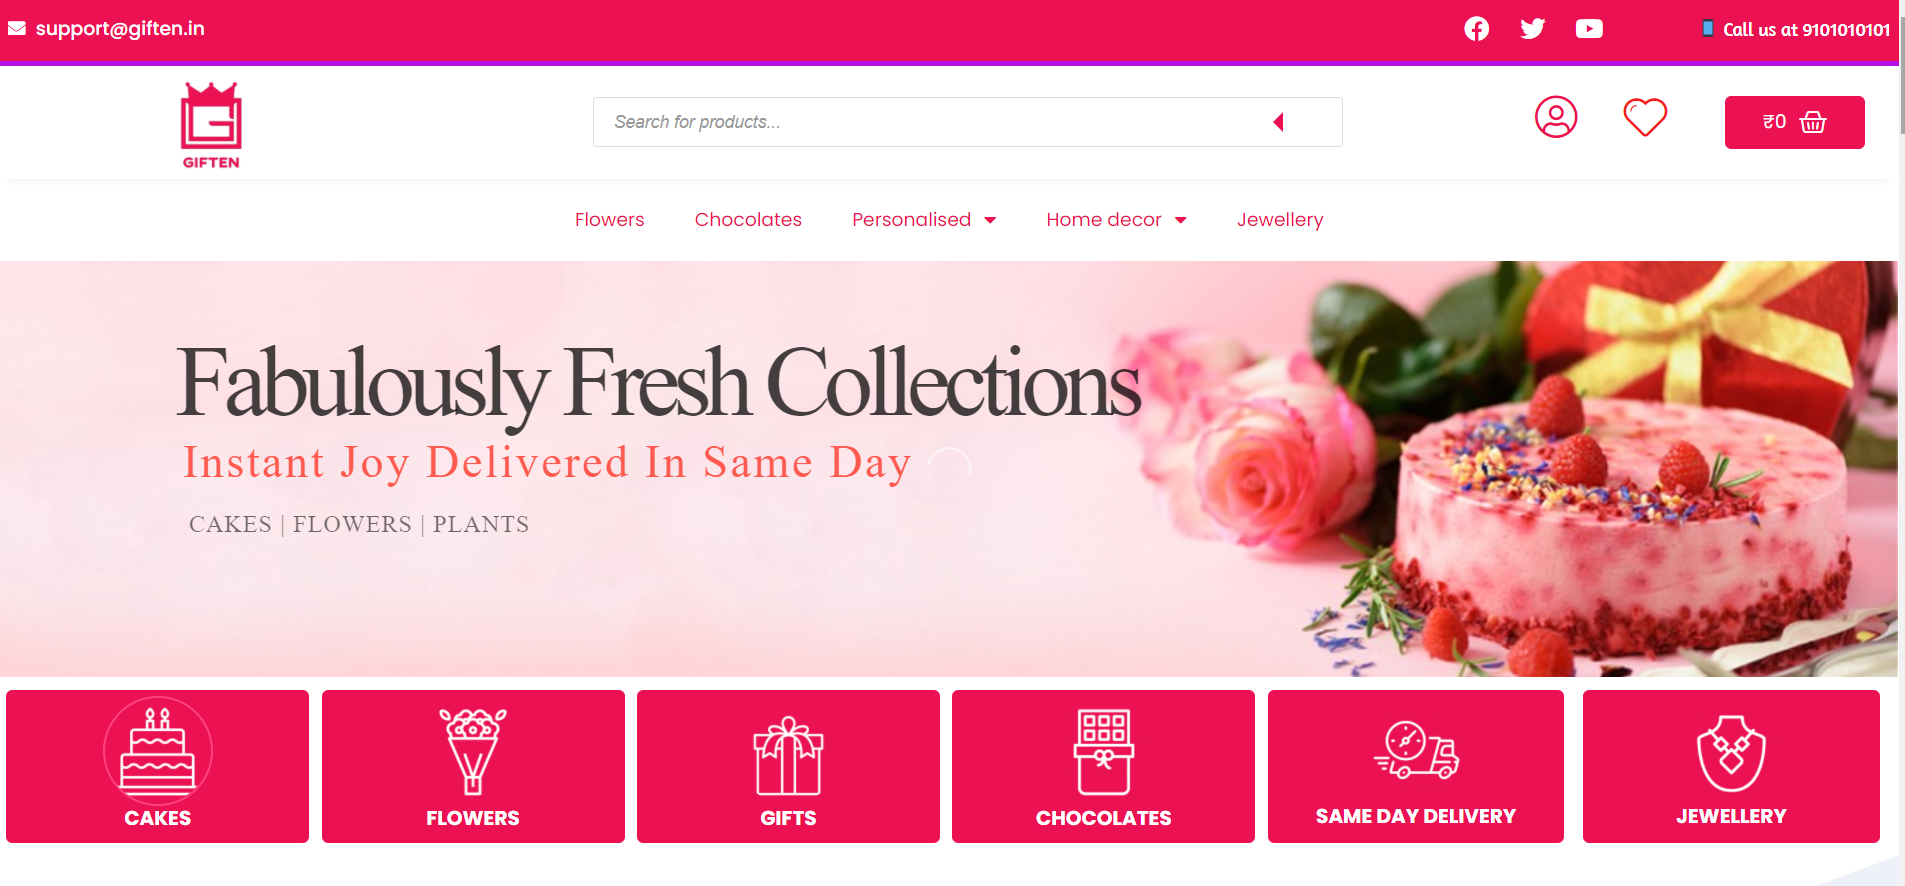 support@giften.in
Call us at 9101010101
GIFTEN
Search for products...
₹0
Flowers
Chocolates
Personalised
Home decor
Jewellery
Fabulously Fresh Collections
Instant Joy Delivered In Same Day
CAKES | FLOWERS | PLANTS
CAKES
FLOWERS
GIFTS
CHOCOLATES
SAME DAY DELIVERY
JEWELLERY